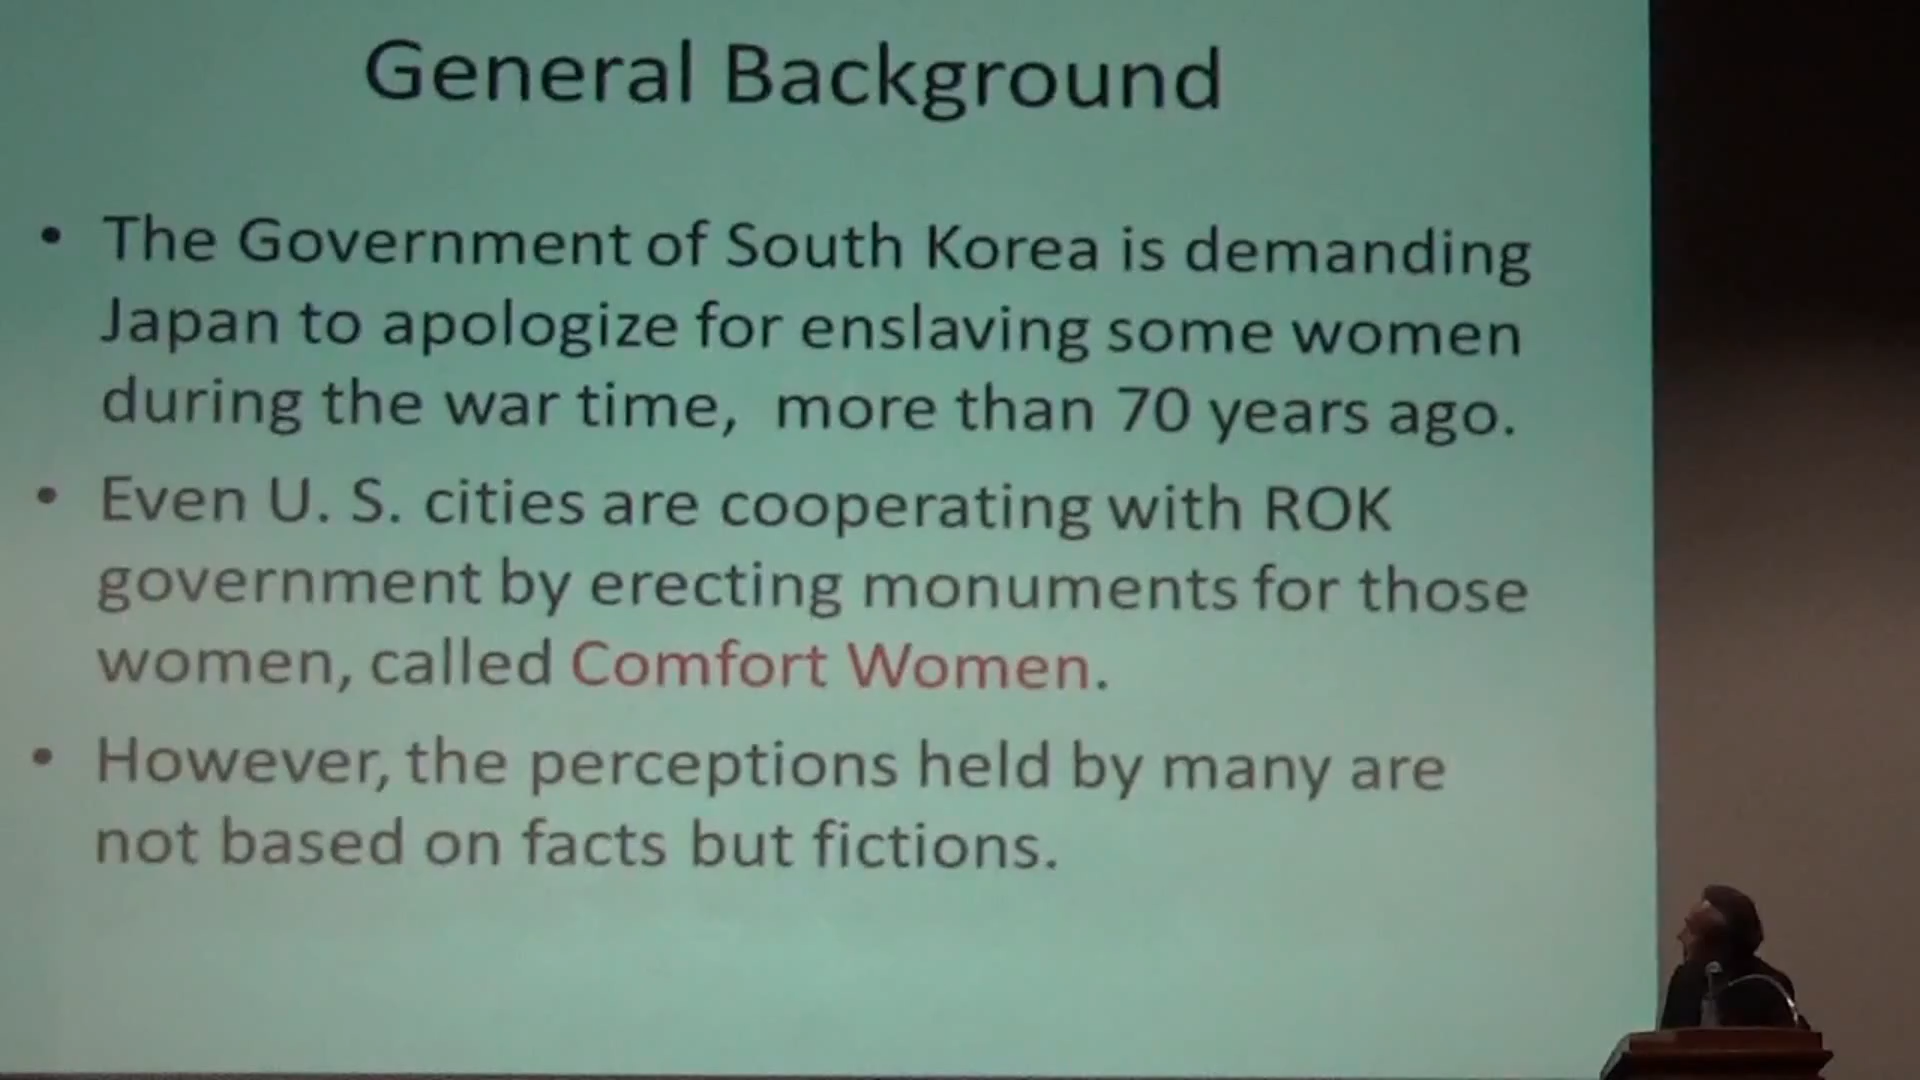 General Background
• The Government of South Korea is demanding
Japan to apologize for enslaving some women
during the war time,  more than 70 years ago.
• Even U. S. cities are cooperating with ROK
government by erecting monuments for those
women, called Comfort Women.
• However, the perceptions held by many are
not based on facts but fictions.